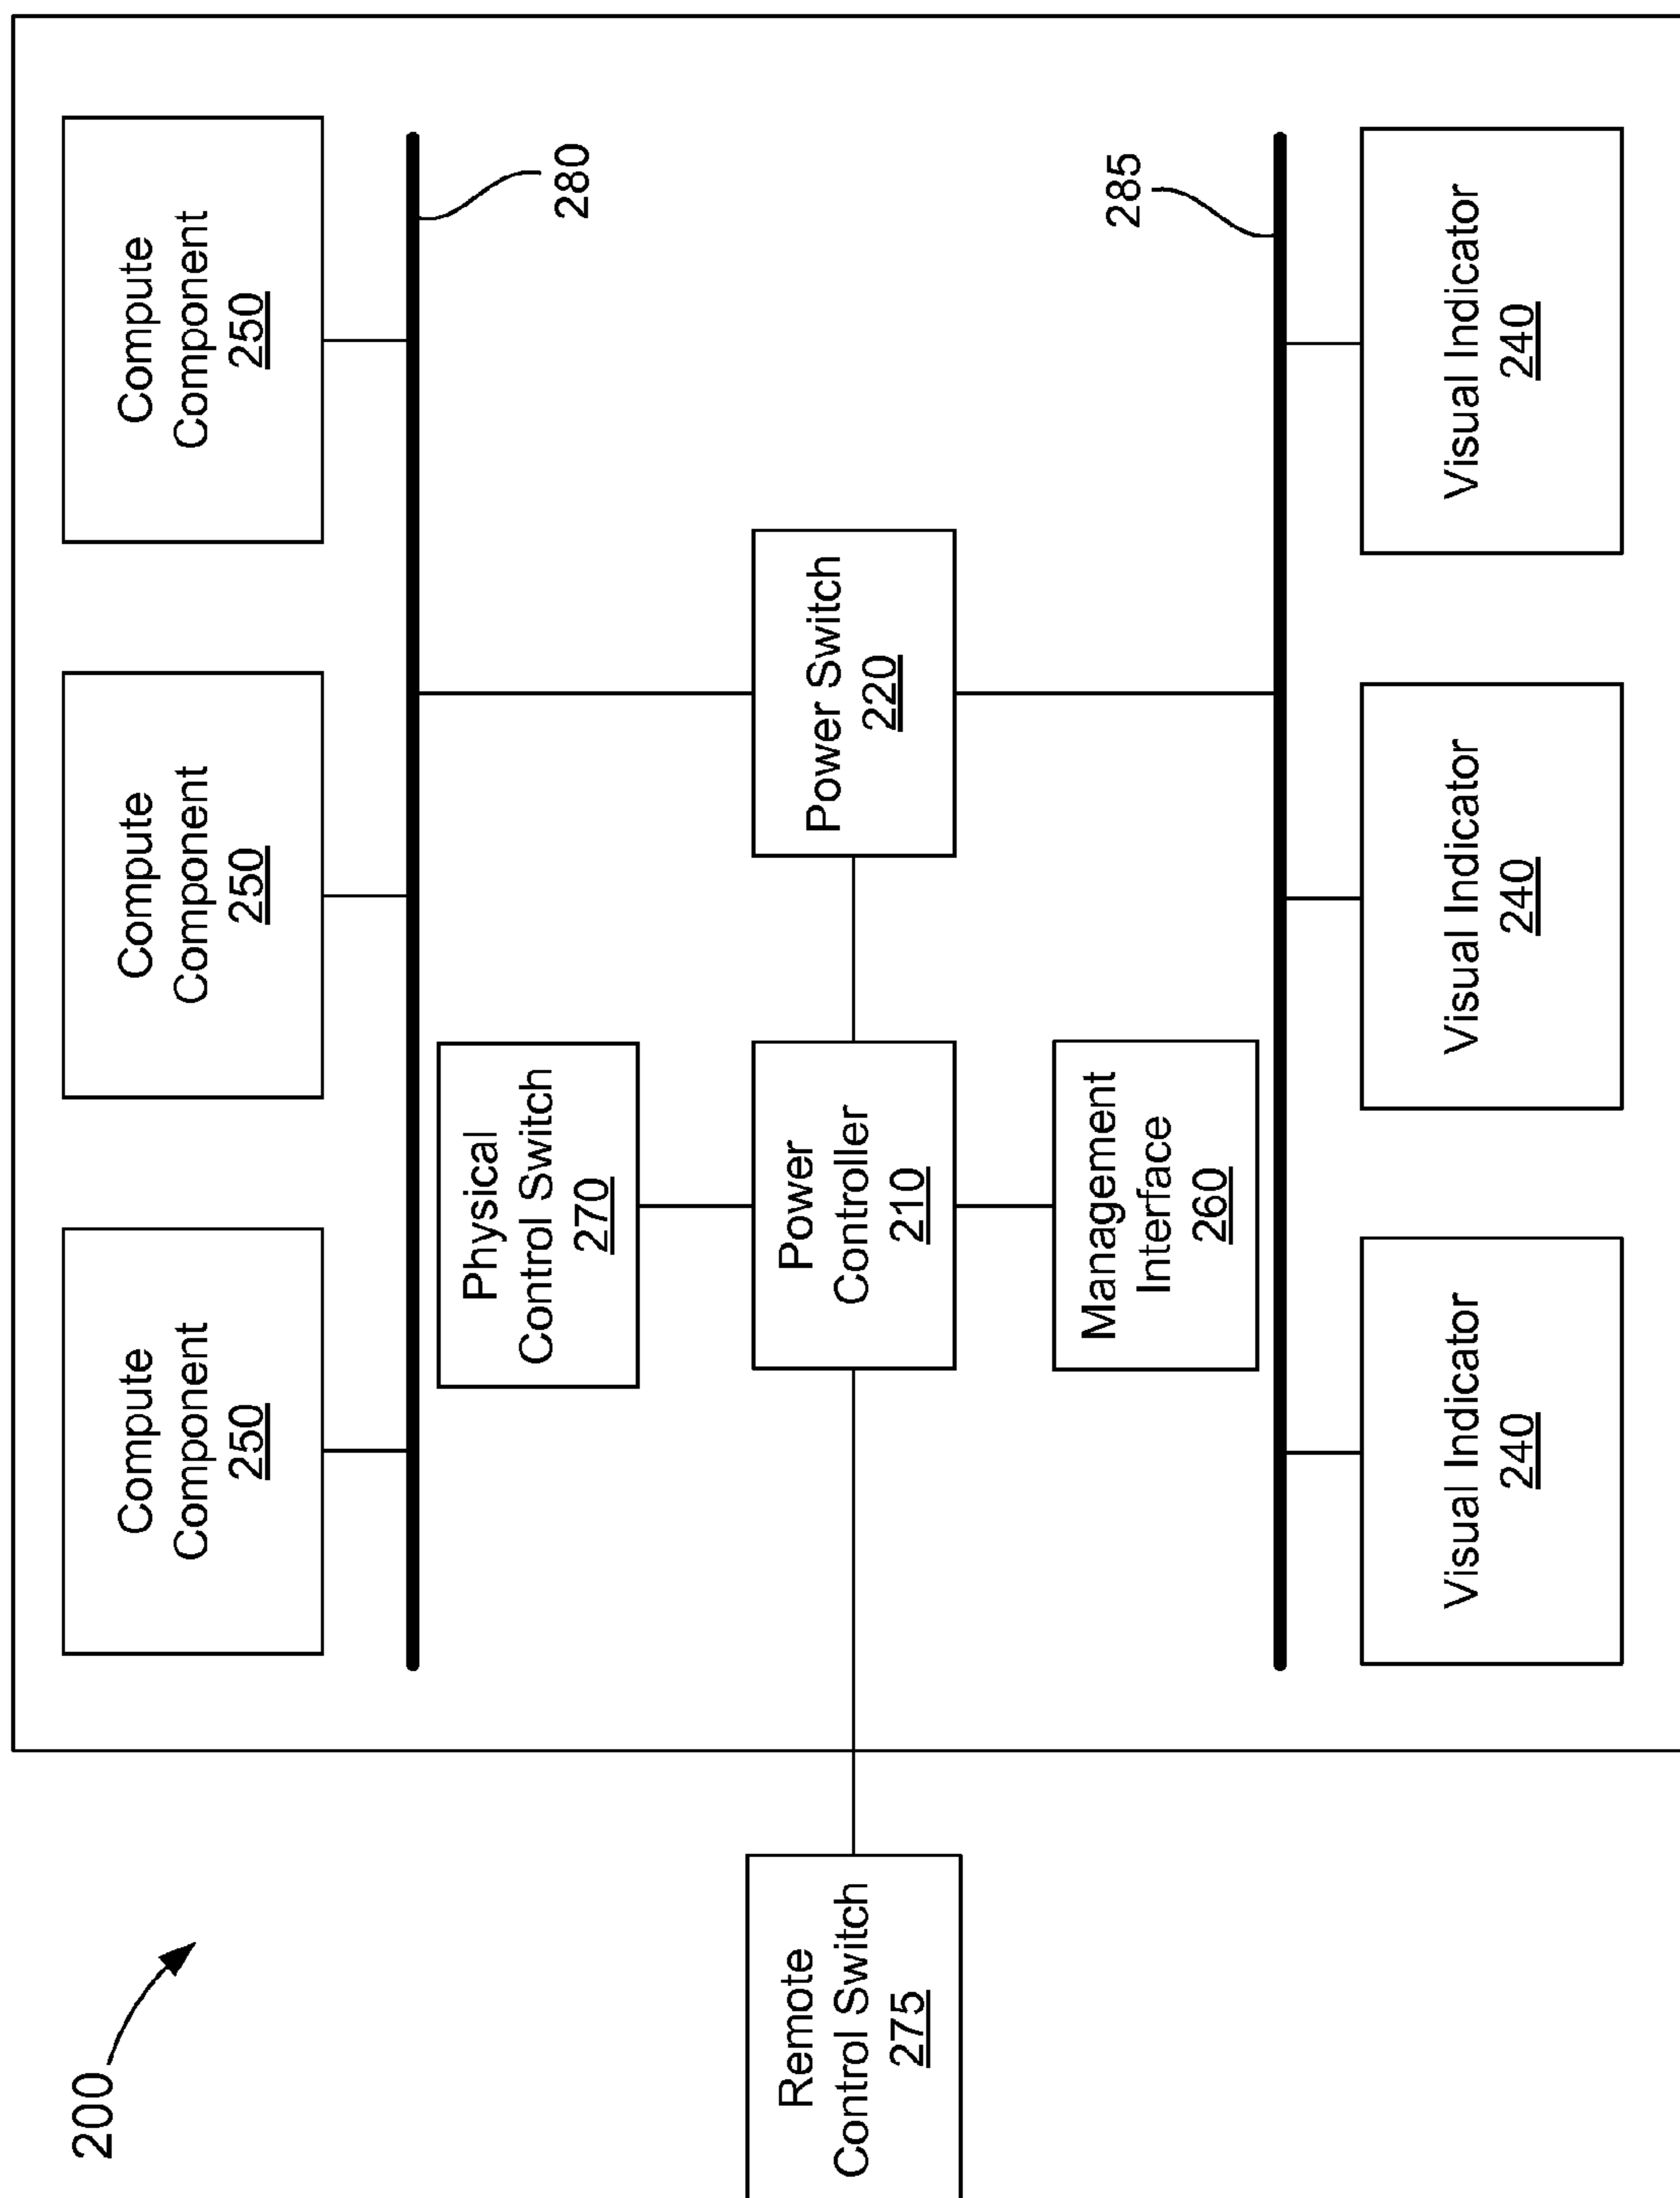 200
Compute
Component
250
Compute
Component
250
Compute
Component
250
280
Physical
Control Switch
270
Remote
Control Switch
275
Power
Controller
210
Power Switch
220
Management
Interface
260
285
Visual Indicator
240
Visual Indicator
240
Visual Indicator
240